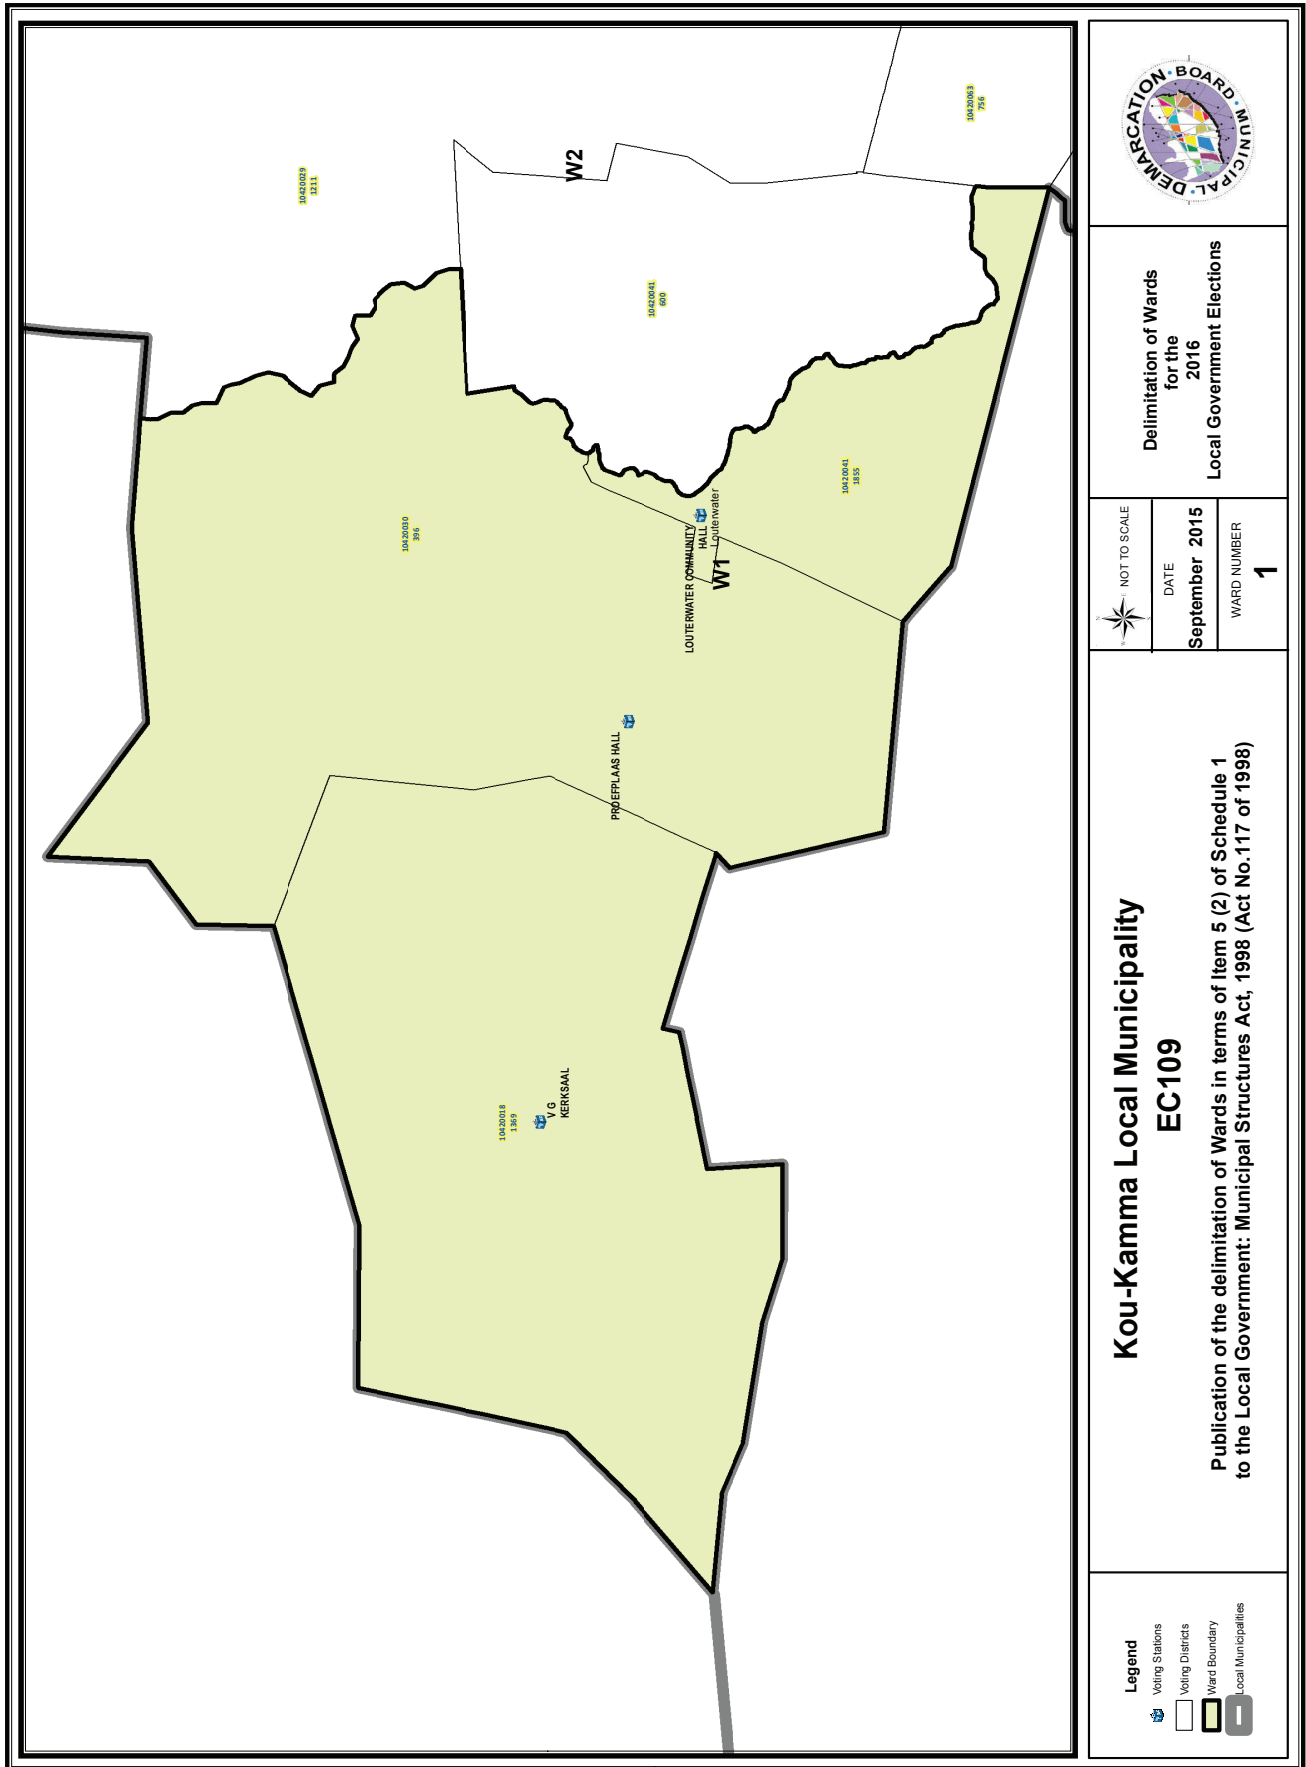 10420029
1211
W2
10420063
756
10420041
600
10420030
396
10420041
1855
LOUTERWATER COMMUNITY
HALL
Louterwater
W1
PROEFPLAAS HALL
10420018
1369
V G
KERKSAAL
Legend
Voting Stations
Voting Districts
Ward Boundary
Local Municipalities
Kou-Kamma Local Municipality
EC109
Publication of the delimitation of Wards in terms of Item 5 (2) of Schedule 1
to the Local Government: Municipal Structures Act, 1998 (Act No.117 of 1998)
N
W
E
S
NOT TO SCALE
DATE
September 2015
WARD NUMBER
1
Delimitation of Wards
for the
2016
Local Government Elections
MUNICIPAL • DEMARCATION • BOARD •